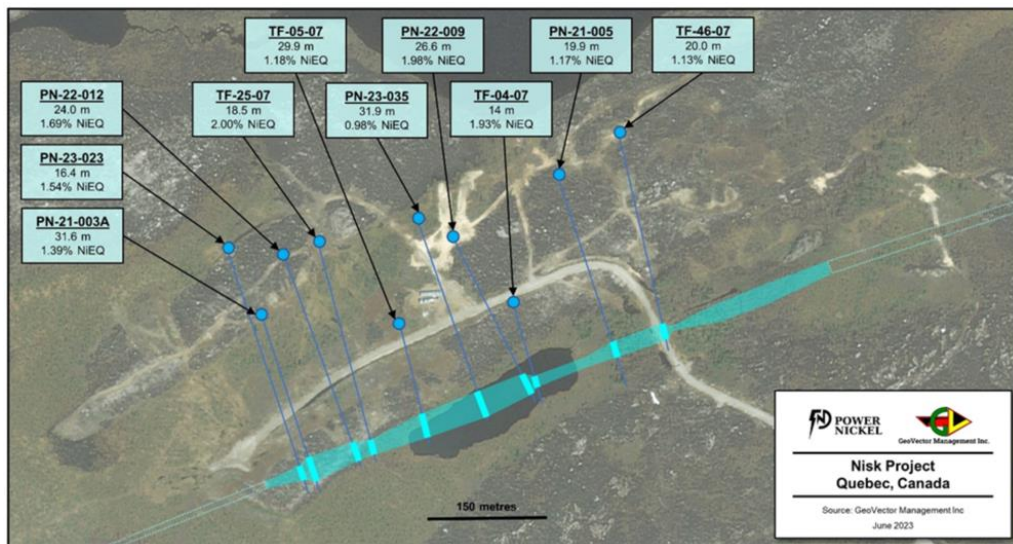 TF-05-07
29.9 m
1.18% NiEQ
PN-22-009
26.6 m
1.98% NiEQ
PN-21-005
19.9 m
1.17% NiEQ
TF-46-07
20.0 m
1.13% NiEQ
PN-22-012
24.0 m
1.69% NiEQ
TF-25-07
18.5 m
2.00% NiEQ
PN-23-035
31.9 m
0.98% NiEQ
TF-04-07
14 m
1.93% NiEQ
PN-23-023
16.4 m
1.54% NiEQ
PN-21-003A
31.6 m
1.39% NiEQ
150 metres
POWER
NICKEL
GeoVector Management Inc.
Nisk Project
Quebec, Canada
Source: GeoVector Management Inc
June 2023